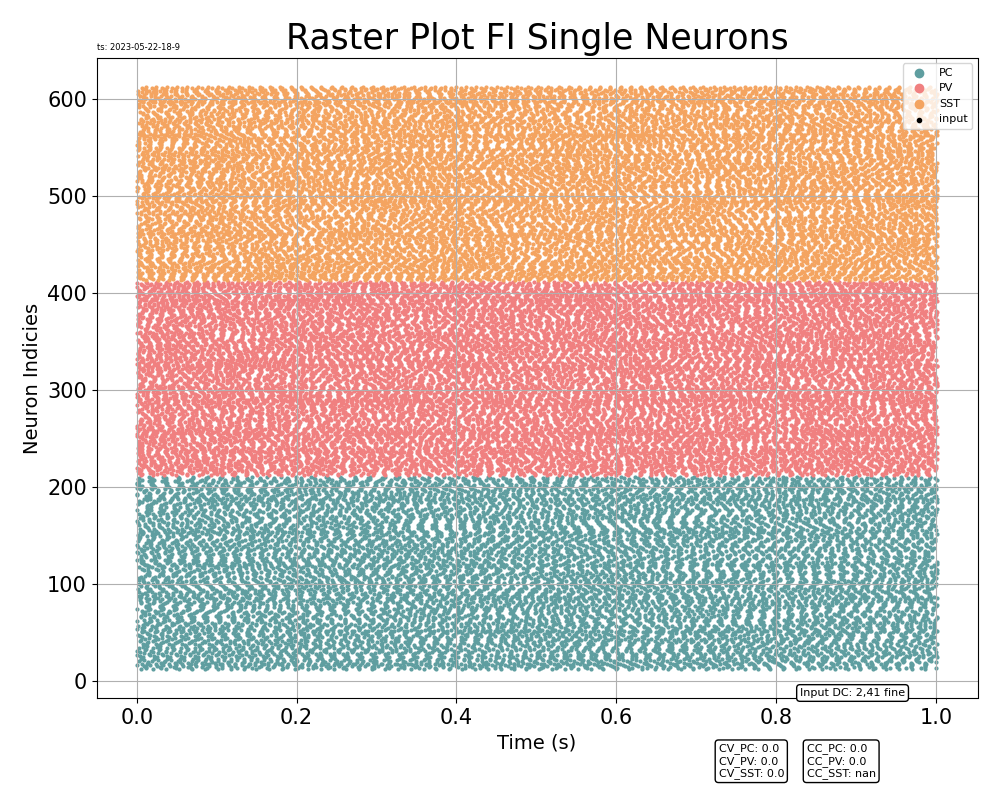 Raster Plot FI Single Neurons
ts: 2023-05-22-18-9
PC
PV
SST
input
600
500
400
300
200
100
0
Neuron Indicies
Input DC: 2,41 fine
0.0 0.2 0.4 0.6 0.8 1.0
Time (s)
CV_PC: 0.0
CV_PV: 0.0
CV_SST: 0.0
CC_PC: 0.0
CC_PV: 0.0
CC_SST: nan